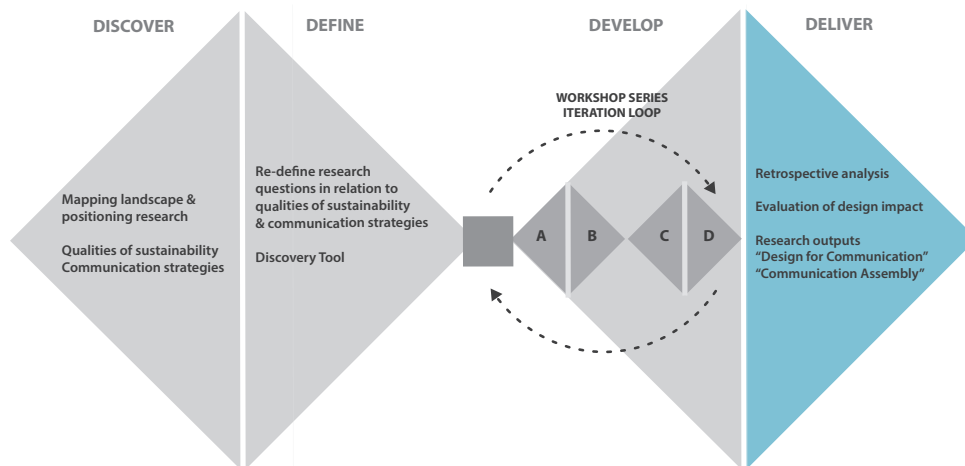 DISCOVER
DEFINE
DEVELOP
DELIVER
Mapping landscape &
positioning research
Qualities of sustainability
Communication strategies
Re-define research
questions in relation to
qualities of sustainability
& communication strategies
Discovery Tool
WORKSHOP SERIES
ITERATION LOOP
A
B
C
D
Retrospective analysis
Evaluation of design impact
Research outputs
“Design for Communication”
“Communication Assembly”